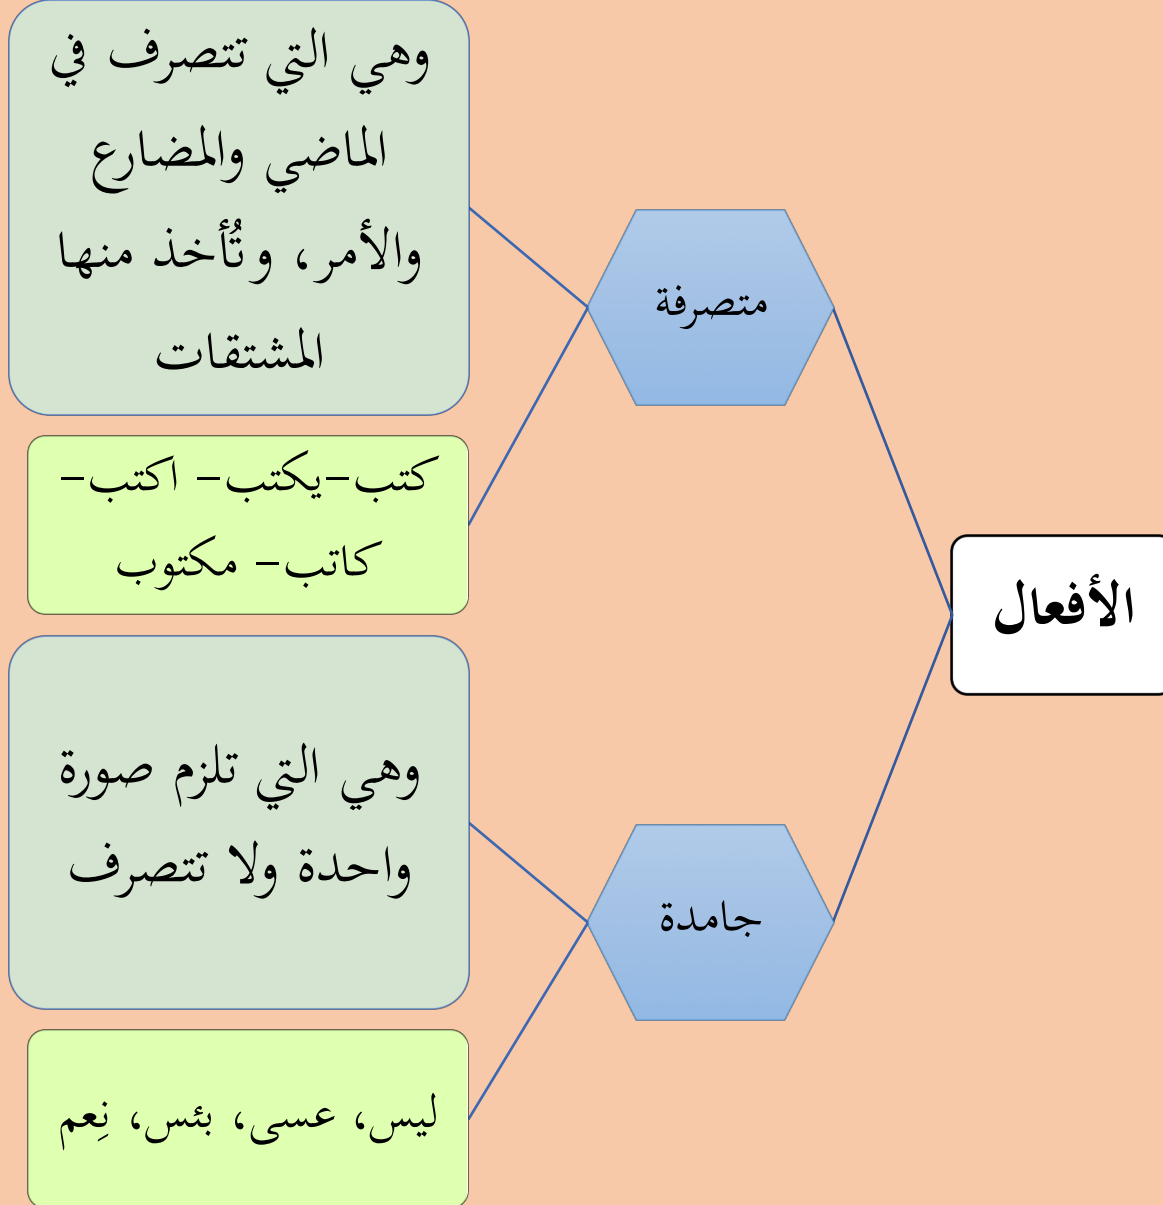 الأفعال
متصرفة
وهي التي تتصرف في
الماضي والمضارع
والأمر، وتُأخذ منها
المشتقات
كتب-يكتب- اكتب-
كاتب- مكتوب
جامدة
وهي التي تلزم صورة
واحدة ولا تتصرف
ليس، عسى، بئس، نِعم